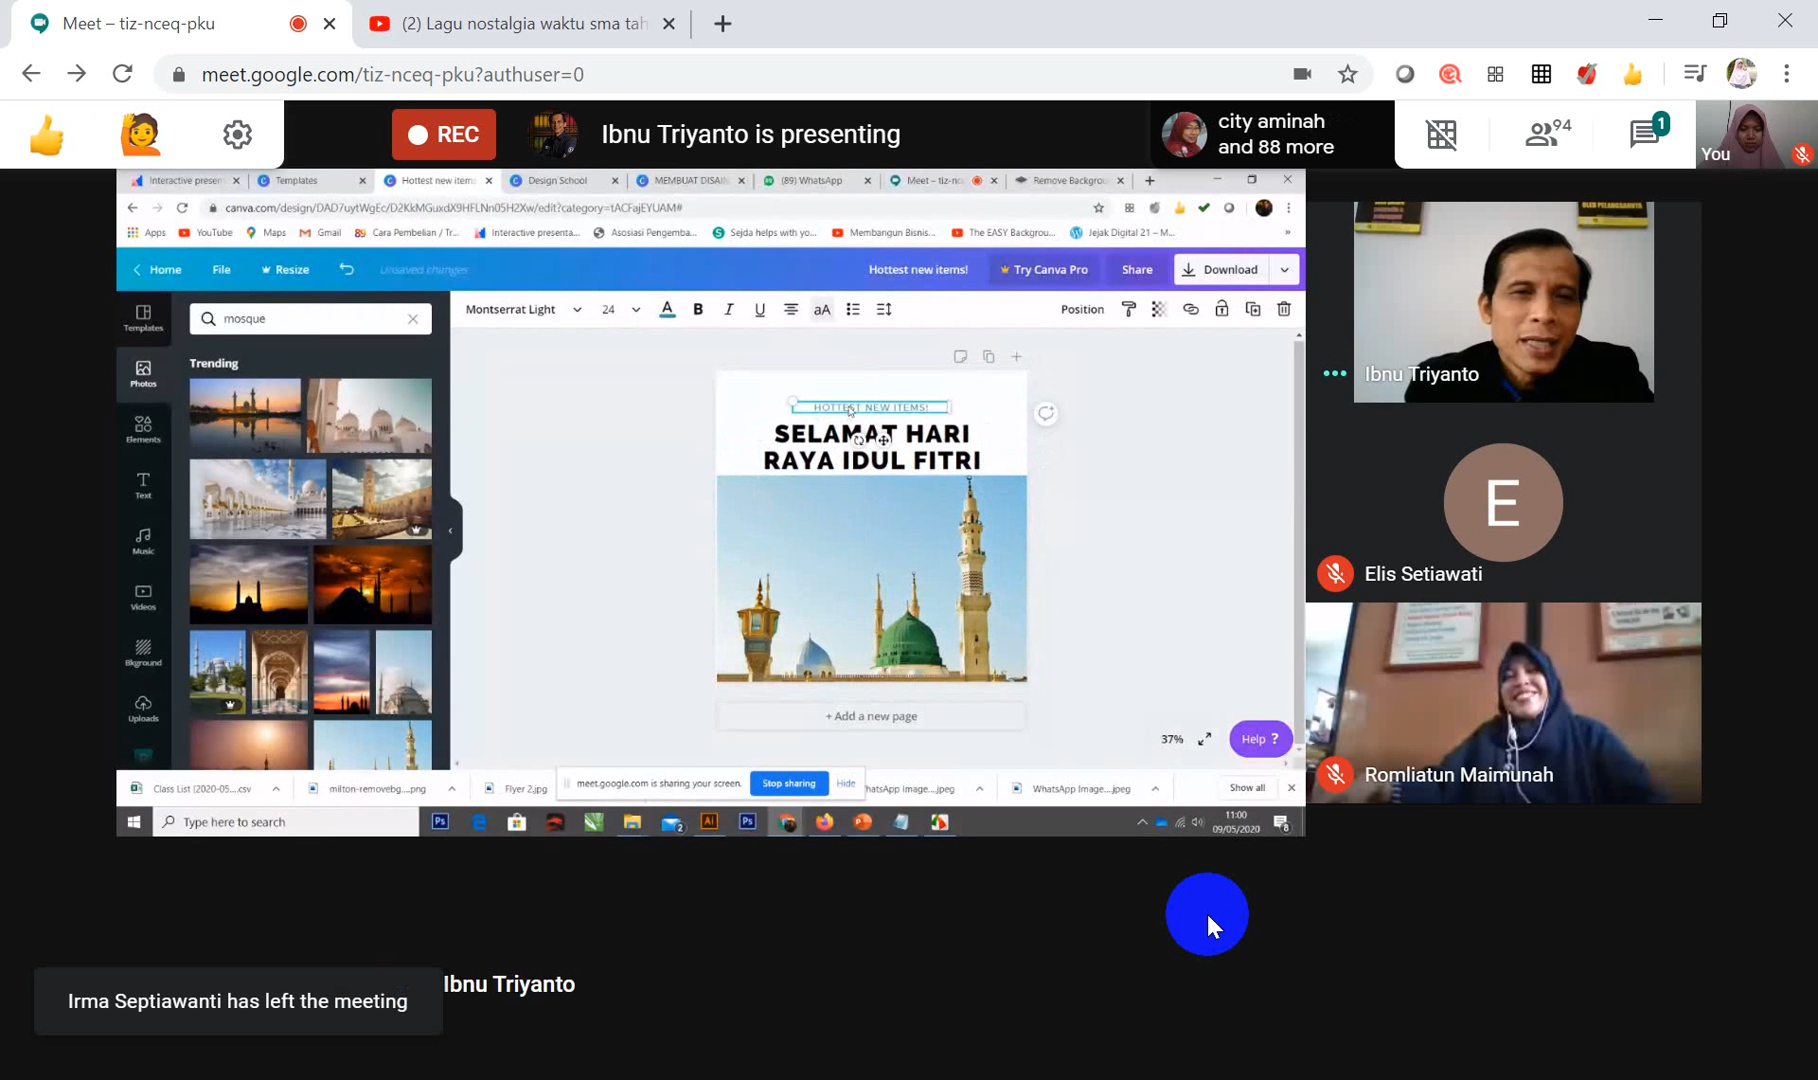 Meet – tiz-nceq-pku
(2) Lagu nostalgia waktu sma tah
meet.google.com/tiz-nceq-pku?authuser=0
REC
Ibnu Triyanto is presenting
city aminah
and 88 more
94
1
You
Interactive presen
Templates
Hottest new items
Design School
MEMBUAT DISAIN
(89) WhatsApp
Meet – tiz-nc
Remove Backgrou
canva.com/design/DAD7uytWgEc/D2KkMGuxdX9HFLNn05H2Xw/edit?category=tACFajEYUAM#
Apps
YouTube
Maps
Gmail
Cara Pembelian / Tr...
Interactive presenta...
Asosiasi Pengemba...
Sejda helps with yo...
Membangun Bisnis...
The EASY Backgrou...
Jejak Digital 21 – M...
Home
File
Resize
Unsaved changes
Hottest new items!
Try Canva Pro
Share
Download
Templates
Photos
Elements
Text
Music
Videos
Bkground
Uploads
mosque
Trending
Montserrat Light
24
A
B
I
U
aA
Position
HOTTEST NEW ITEMS!
SELAMAT HARI
RAYA IDUL FITRI
+ Add a new page
37%
Help ?
Class List (2020-05....csv
milton-removebg....png
Flyer 2.jpg
meet.google.com is sharing your screen.
Stop sharing
Hide
hatsApp Image....jpeg
WhatsApp Image....jpeg
Show all
Type here to search
11:00
09/05/2020
8
Ibnu Triyanto
E
Elis Setiawati
Romliatun Maimunah
Irma Septiawanti has left the meeting
Ibnu Triyanto